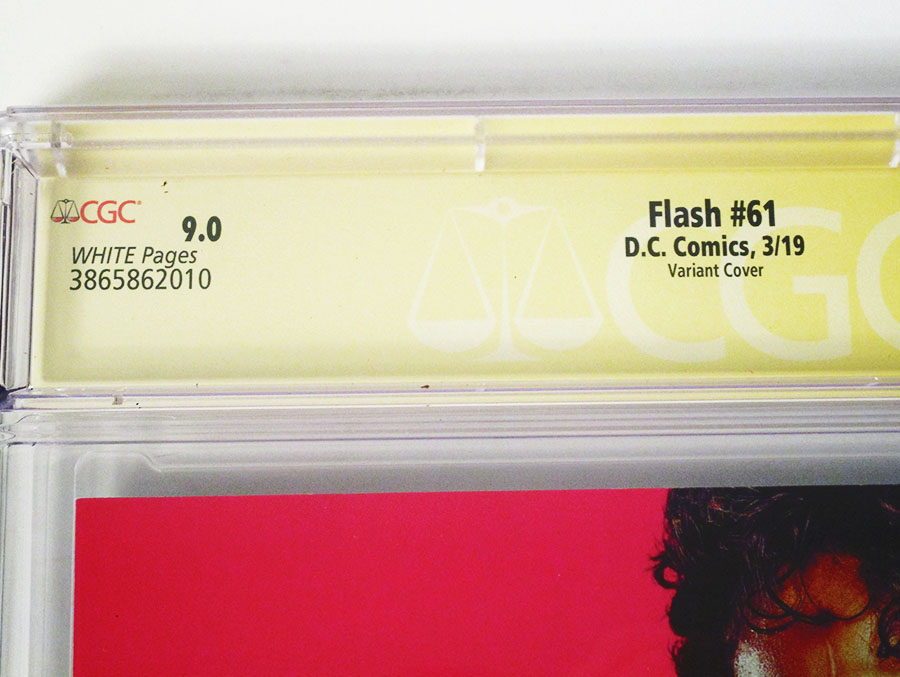 CGC
9.0
WHITE Pages
3865862010
Flash #61
D.C. Comics, 3/19
Variant Cover
CGC